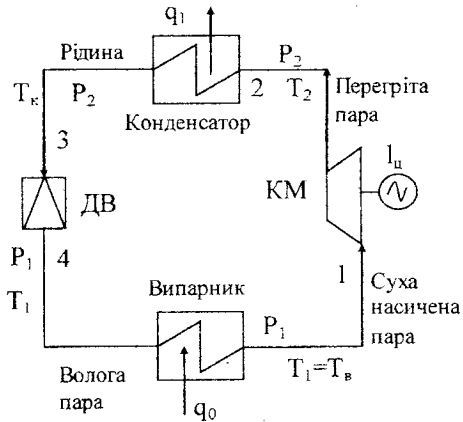 q₁
Рідина
P₂
Tк
P₂
2
T₂
Конденсатор
Перегріта
пара
3
ДВ
КМ
lц
P₁
4
T₁
1
Випарник
P₁
Суха
насичена
пара
T₁=Tв
Волога
пара
q₀